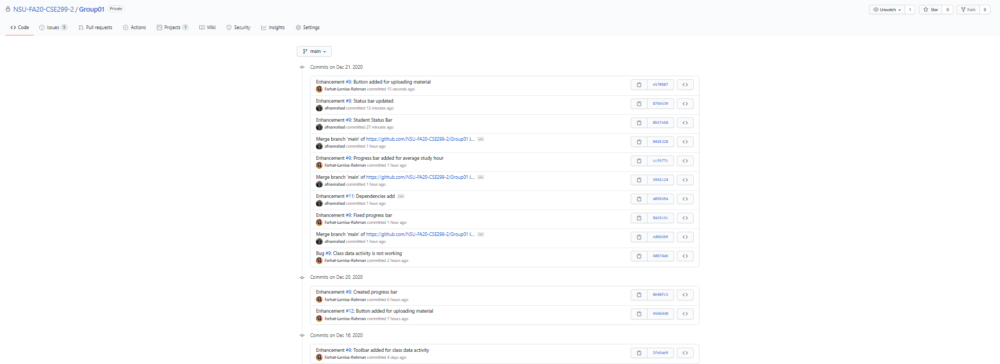 NSU-FA20-CSE299-2 / Group01 Private
Unwatch 1 Star 0 Fork 0
Code Issues 5 Pull requests Actions Projects 1 Wiki Security Insights Settings
main
Commits on Dec 21, 2020
Enhancement #9: Button added for uploading material
Farhat-Lamisa-Rahman committed 15 seconds ago
e570b07
Enhancement #9: Status bar updated
afnanrahad committed 12 minutes ago
8766539
Enhancement #9: Student Status Bar
afnanrahad committed 27 minutes ago
8b57e68
Merge branch 'main' of https://github.com/NSU-FA20-CSE299-2/Group01 i... …
afnanrahad committed 1 hour ago
04d1328
Enhancement #9: Progress bar added for average study hour
Farhat-Lamisa-Rahman committed 1 hour ago
ccf677c
Merge branch 'main' of https://github.com/NSU-FA20-CSE299-2/Group01 i... …
afnanrahad committed 1 hour ago
5941c24
Enhancement #11: Dependencies add …
afnanrahad committed 1 hour ago
a05b59a
Enhancement #9: Fixed progress bar
Farhat-Lamisa-Rahman committed 1 hour ago
8a51c5c
Merge branch 'main' of https://github.com/NSU-FA20-CSE299-2/Group01 i... …
afnanrahad committed 1 hour ago
ed6b5b9
Bug #9: Class data activity is not working
Farhat-Lamisa-Rahman committed 2 hours ago
60b74ab
Commits on Dec 20, 2020
Enhancement #9: Created progress bar
Farhat-Lamisa-Rahman committed 6 hours ago
8648fc5
Enhancement #12: Button added for uploading material
Farhat-Lamisa-Rahman committed 7 hours ago
45bb430
Commits on Dec 16, 2020
Enhancement #9: Toolbar added for class data activity
Farhat-Lamisa-Rahman committed 4 days ago
1fe6ae9